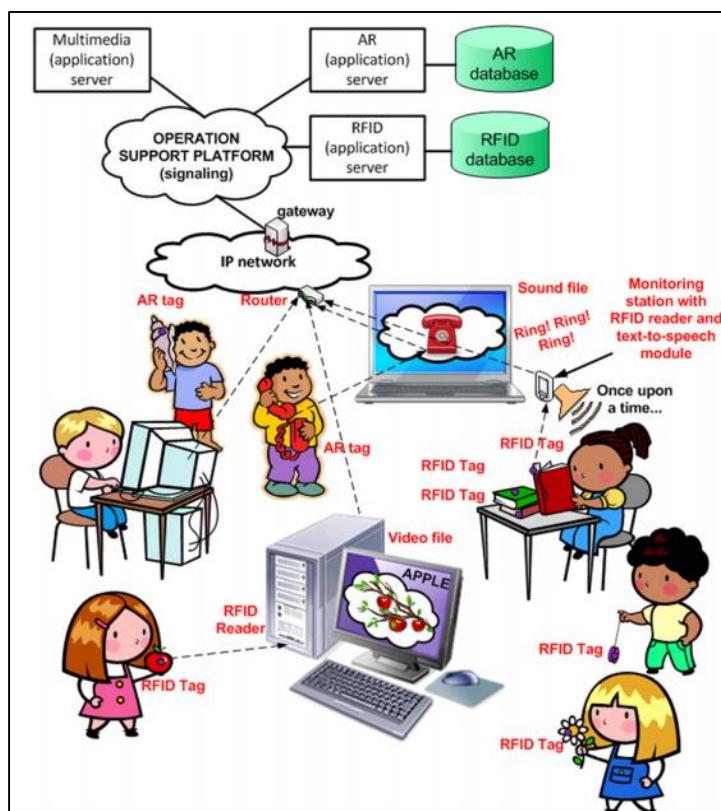 Multimedia
(application)
server
AR
(application)
server
AR
database
OPERATION
SUPPORT PLATFORM
(signaling)
RFID
(application)
server
RFID
database
gateway
IP network
AR tag
Router
Sound file
Monitoring
station with
RFID reader and
text-to-speech
module
Ring! Ring!
Ring!
Once upon
a time...
AR tag
RFID Tag
RFID Tag
RFID Tag
Video file
APPLE
RFID
Reader
RFID Tag
RFID Tag
RFID Tag